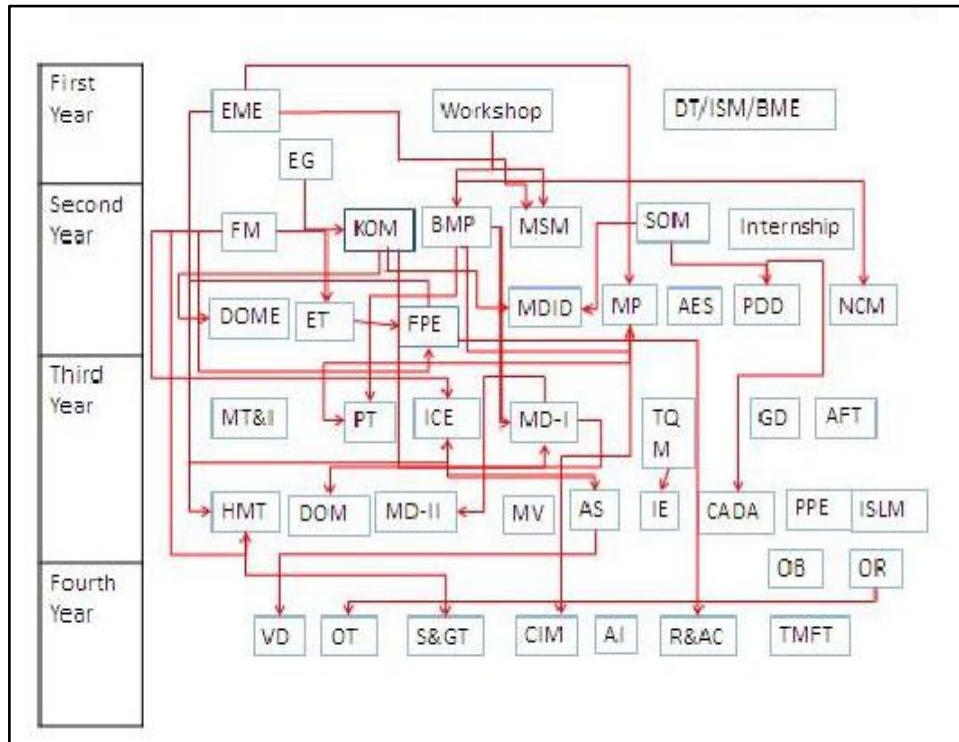 First
Year
EME
Workshop
DT/ISM/BME
EG
Second
Year
FM
KOM
BMP
MSM
SOM
Internship
DOME
ET
FPE
MDID
MP
AES
PDD
NCM
Third
Year
MT&I
PT
ICE
MD-I
TQ
M
GD
AFT
HMT
DOM
MD-II
MV
AS
IE
CADA
PPE
ISLM
OB
OR
Fourth
Year
VD
OT
S&GT
CIM
AI
R&AC
TMFT